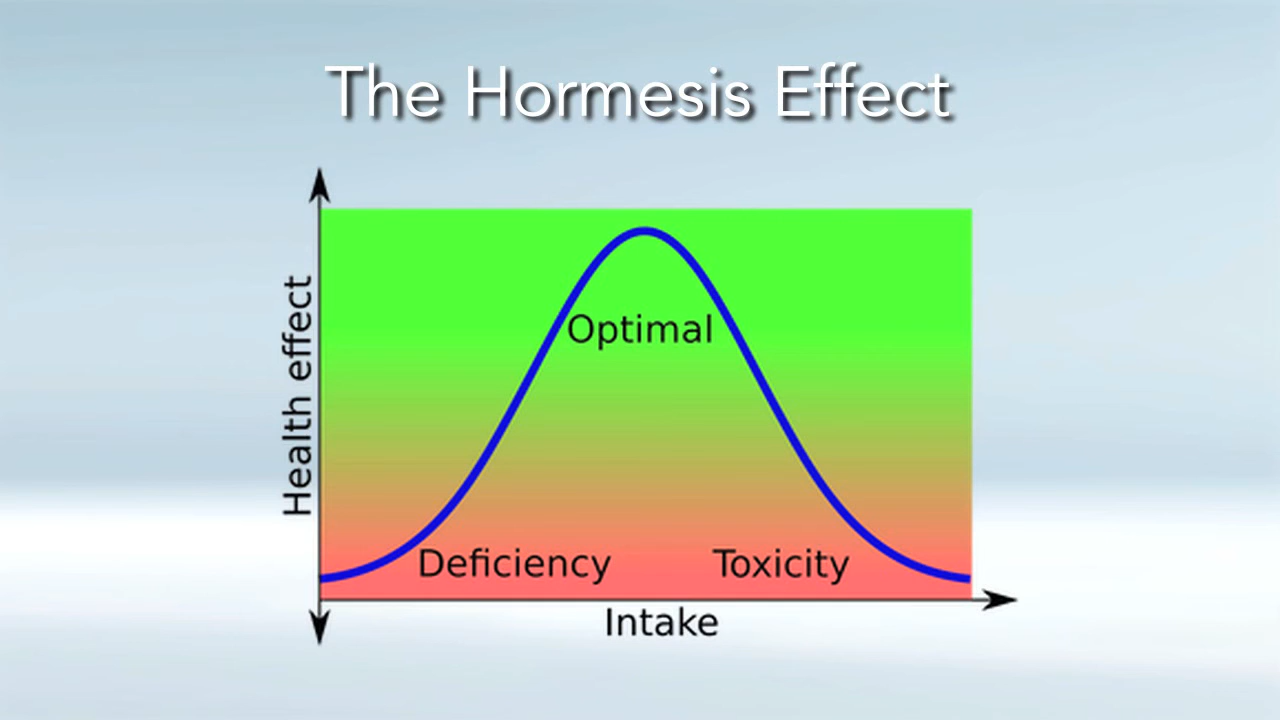 The Hormesis Effect
Health effect
Optimal
Deficiency
Toxicity
Intake